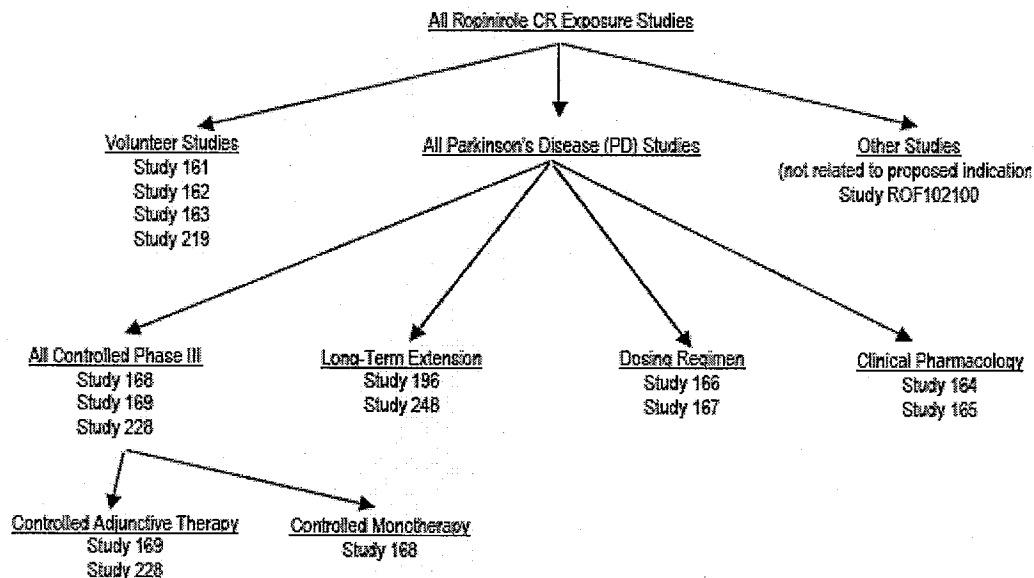 All Ropinirole CR Exposure Studies
Volunteer Studies
Study 161
Study 162
Study 163
Study 219
All Parkinson's Disease (PD) Studies
Other Studies
(not related to proposed indication
Study ROF102100
All Controlled Phase III
Study 168
Study 169
Study 228
Long-Term Extension
Study 196
Study 248
Dosing Regimen
Study 166
Study 167
Clinical Pharmacology
Study 164
Study 165
Controlled Adjunctive Therapy
Study 169
Study 228
Controlled Monotherapy
Study 168